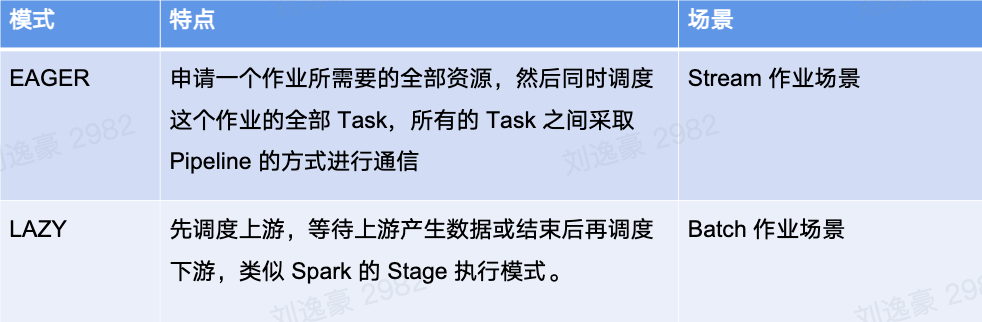 模式 特点 场景
EAGER 申请一个作业所需要的全部资源，然后同时调度 Stream 作业场景
这个作业的全部 Task，所有的 Task 之间采取
Pipeline 的方式进行通信
刘逸豪 2982
刘逸豪 2982
LAZY 先调度上游，等待上游产生数据或结束后再调度 Batch 作业场景
下游，类似 Spark 的 Stage 执行模式。
刘逸豪 2982
刘逸豪 298